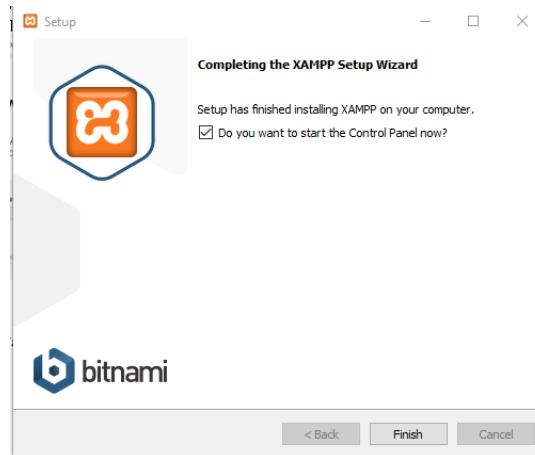 Setup
Completing the XAMPP Setup Wizard
Setup has finished installing XAMPP on your computer.
Do you want to start the Control Panel now?
bitnami
< Back
Finish
Cancel